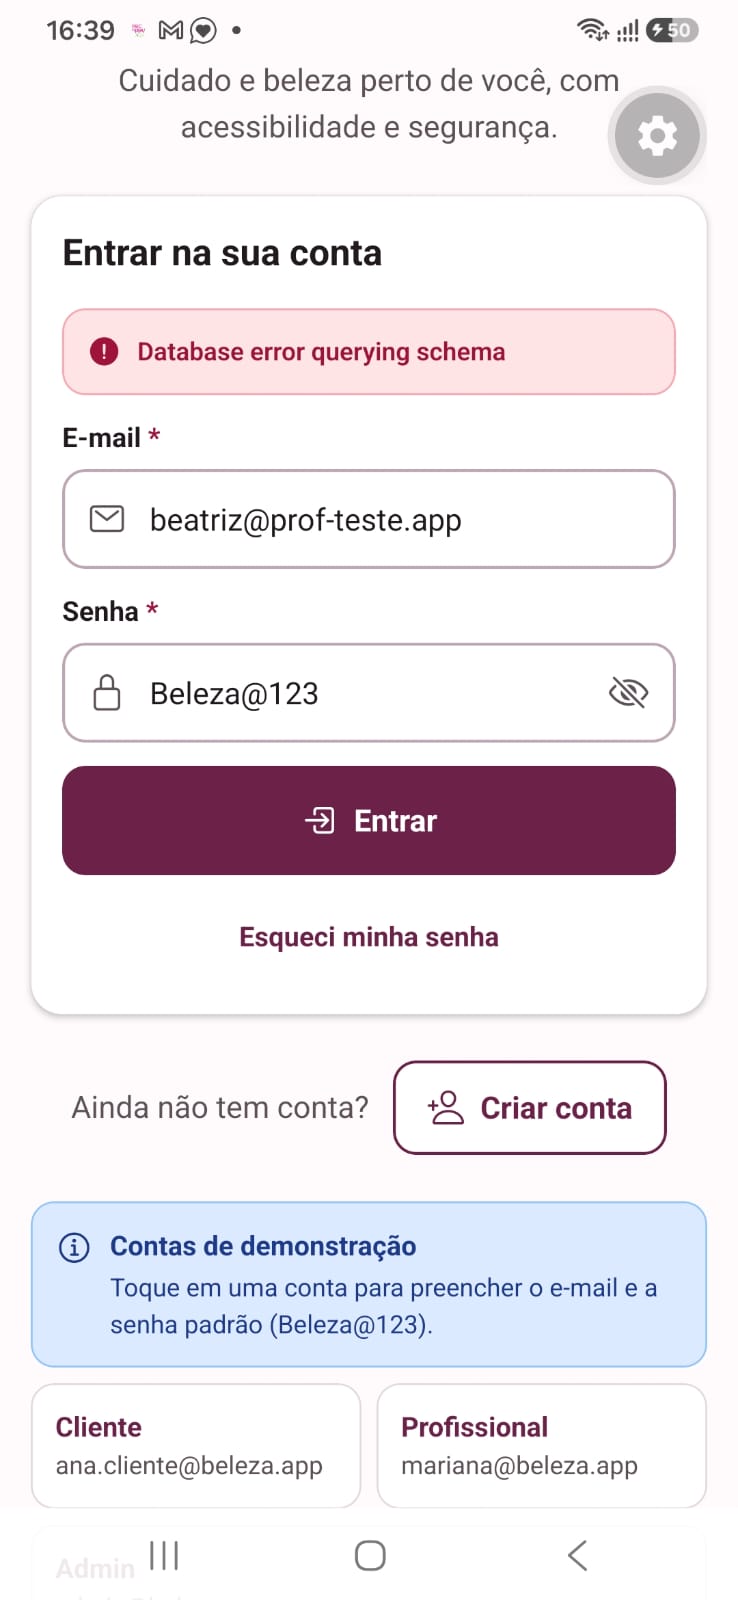 16:39
50
Cuidado e beleza perto de você, com
acessibilidade e segurança.
Entrar na sua conta
Database error querying schema
E-mail *
beatriz@prof-teste.app
Senha *
Beleza@123
Entrar
Esqueci minha senha
Ainda não tem conta?
Criar conta
Contas de demonstração
Toque em uma conta para preencher o e-mail e a
senha padrão (Beleza@123).
Cliente
ana.cliente@beleza.app
Profissional
mariana@beleza.app
Admin